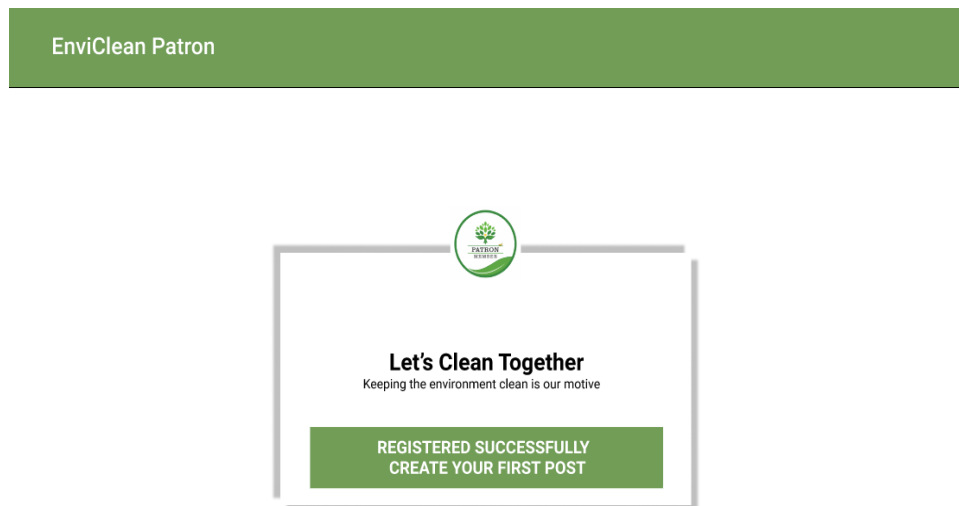 EnviClean Patron
PATRON
MEMBER
Let’s Clean Together
Keeping the environment clean is our motive
REGISTERED SUCCESSFULLY
CREATE YOUR FIRST POST